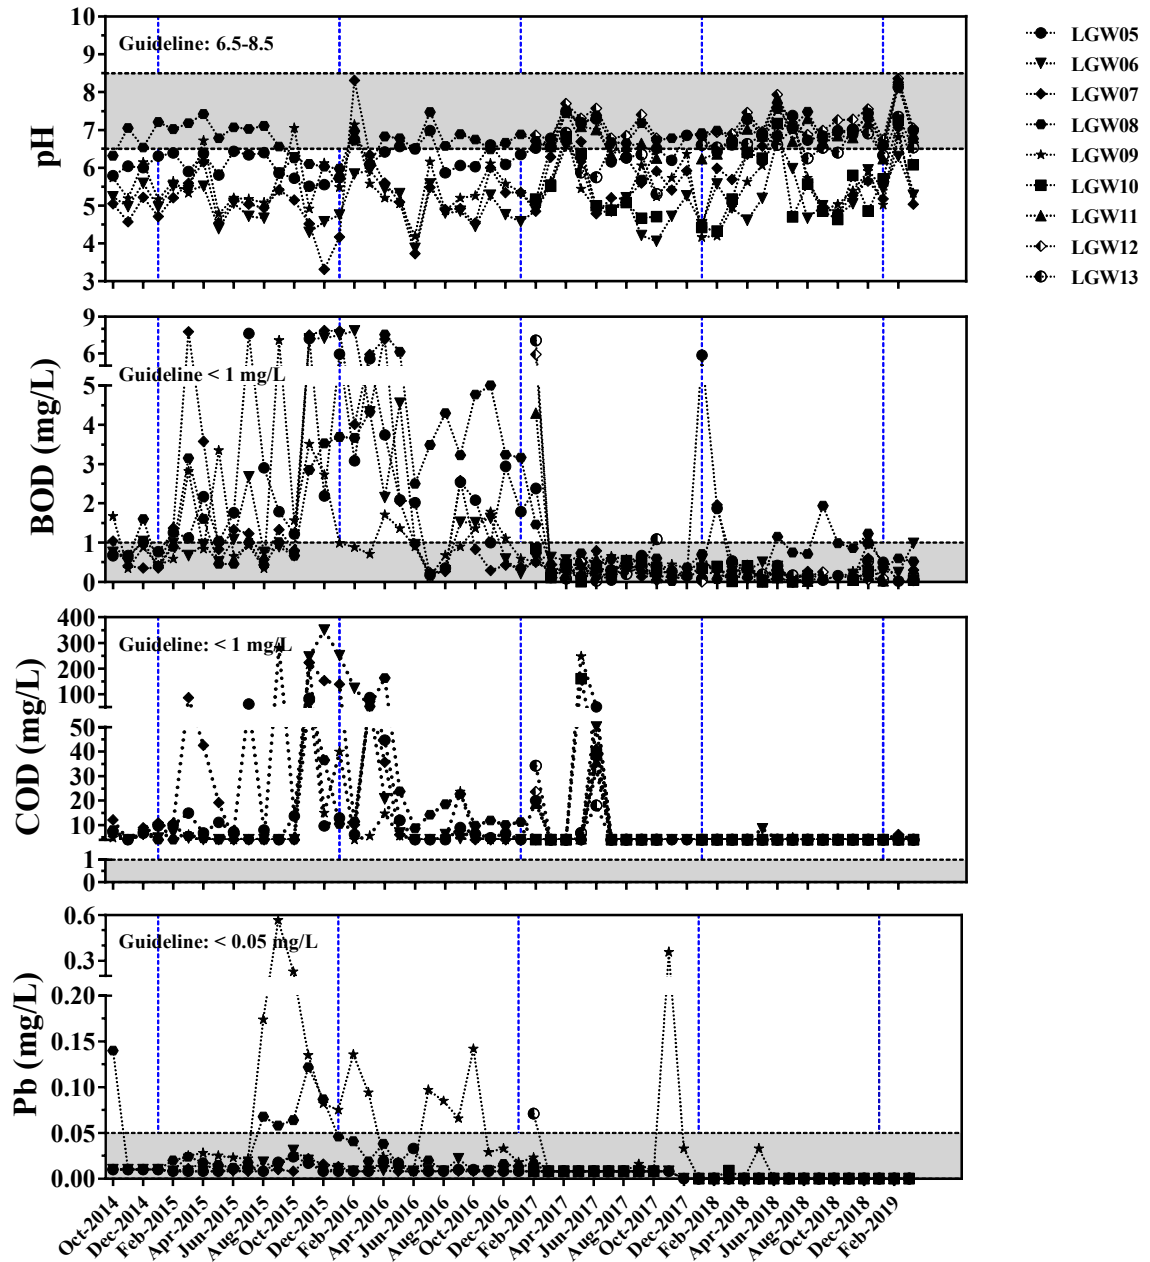 10
Guideline: 6.5-8.5
9
8
7
6
5
4
3
pH
LGW05
LGW06
LGW07
LGW08
LGW09
LGW10
LGW11
LGW12
LGW13
9
6
Guideline < 1 mg/L
5
4
3
2
1
0
BOD (mg/L)
400
Guideline: < 1 mg/L
300
200
100
50
40
30
20
10
1
0
COD (mg/L)
0.6
Guideline: < 0.05 mg/L
0.3
0.20
0.15
0.10
0.05
0.00
Pb (mg/L)
Oct-2014
Dec-2014
Feb-2015
Apr-2015
Jun-2015
Aug-2015
Oct-2015
Dec-2015
Feb-2016
Apr-2016
Jun-2016
Aug-2016
Oct-2016
Dec-2016
Feb-2017
Apr-2017
Jun-2017
Aug-2017
Oct-2017
Dec-2017
Feb-2018
Apr-2018
Jun-2018
Aug-2018
Oct-2018
Dec-2018
Feb-2019